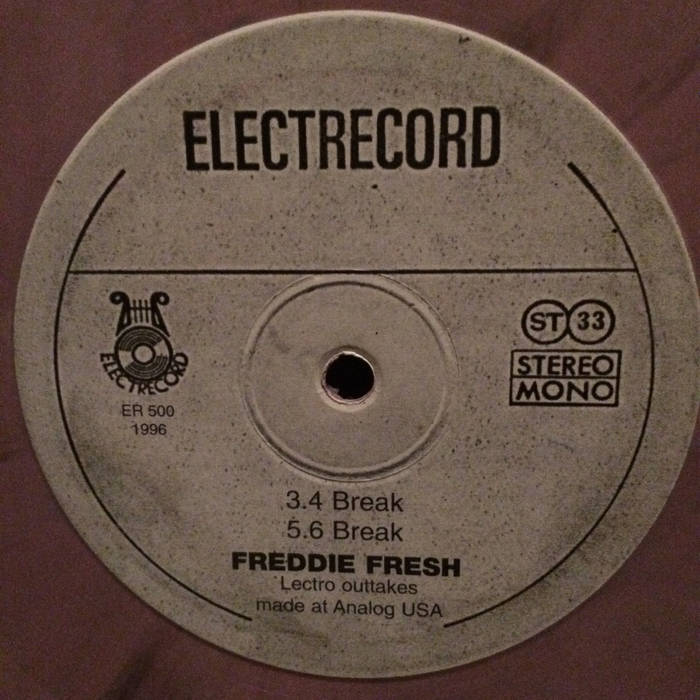 ELECTRECORD
ELECTRECORD
ER 500
1996
ST 33
STEREO
MONO
3.4 Break
5.6 Break
FREDDIE FRESH
Lectro outtakes
made at Analog USA